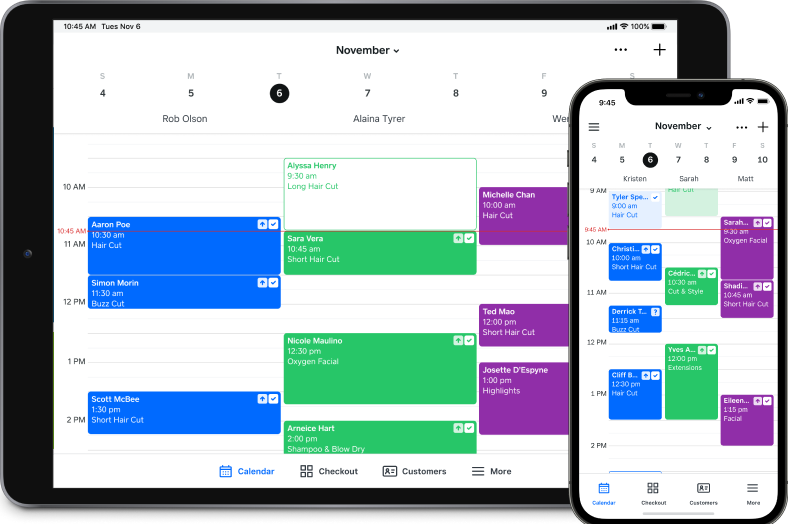 10:45 AM Tues Nov 6
100%
November
S M T W T F S
4 5 6 7 8 9
Rob Olson Alaina Tyrer
10 AM
10:45 AM
11 AM
12 PM
1 PM
2 PM
Aaron Poe
10:30 am
Hair Cut
Simon Morin
11:30 am
Buzz Cut
Scott McBee
1:30 pm
Short Hair Cut
Alyssa Henry
9:30 am
Long Hair Cut
Sara Vera
10:45 am
Short Hair Cut
Nicole Maulino
12:30 pm
Oxygen Facial
Arneice Hart
2:00 pm
Shampoo & Blow Dry
Michelle Chan
10:00 am
Hair Cut
Ted Mao
12:00 pm
Short Hair Cut
Josette D'Espyne
1:00 pm
Highlights
Calendar Checkout Customers More
9:45
November
S M T W T F S
4 5 6 7 8 9 10
Kristen Sarah Matt
9 AM
9:45 AM
10 AM
11 AM
12 PM
1 PM
2 PM
Tyler Spe...
9:00 am
Hair Cut
Christi...
10:00 am
Short Hair Cut
Derrick T...
11:15 am
Buzz Cut
Cliff B...
12:30 pm
Hair Cut
Hair Cut
Cédric...
10:30 am
Cut & Style
Yves A...
12:00 pm
Extensions
Sarah...
9:30 am
Oxygen Facial
Shadi...
10:45 am
Short Hair Cut
Eileen...
1:15 pm
Facial
Calendar Checkout Customers More